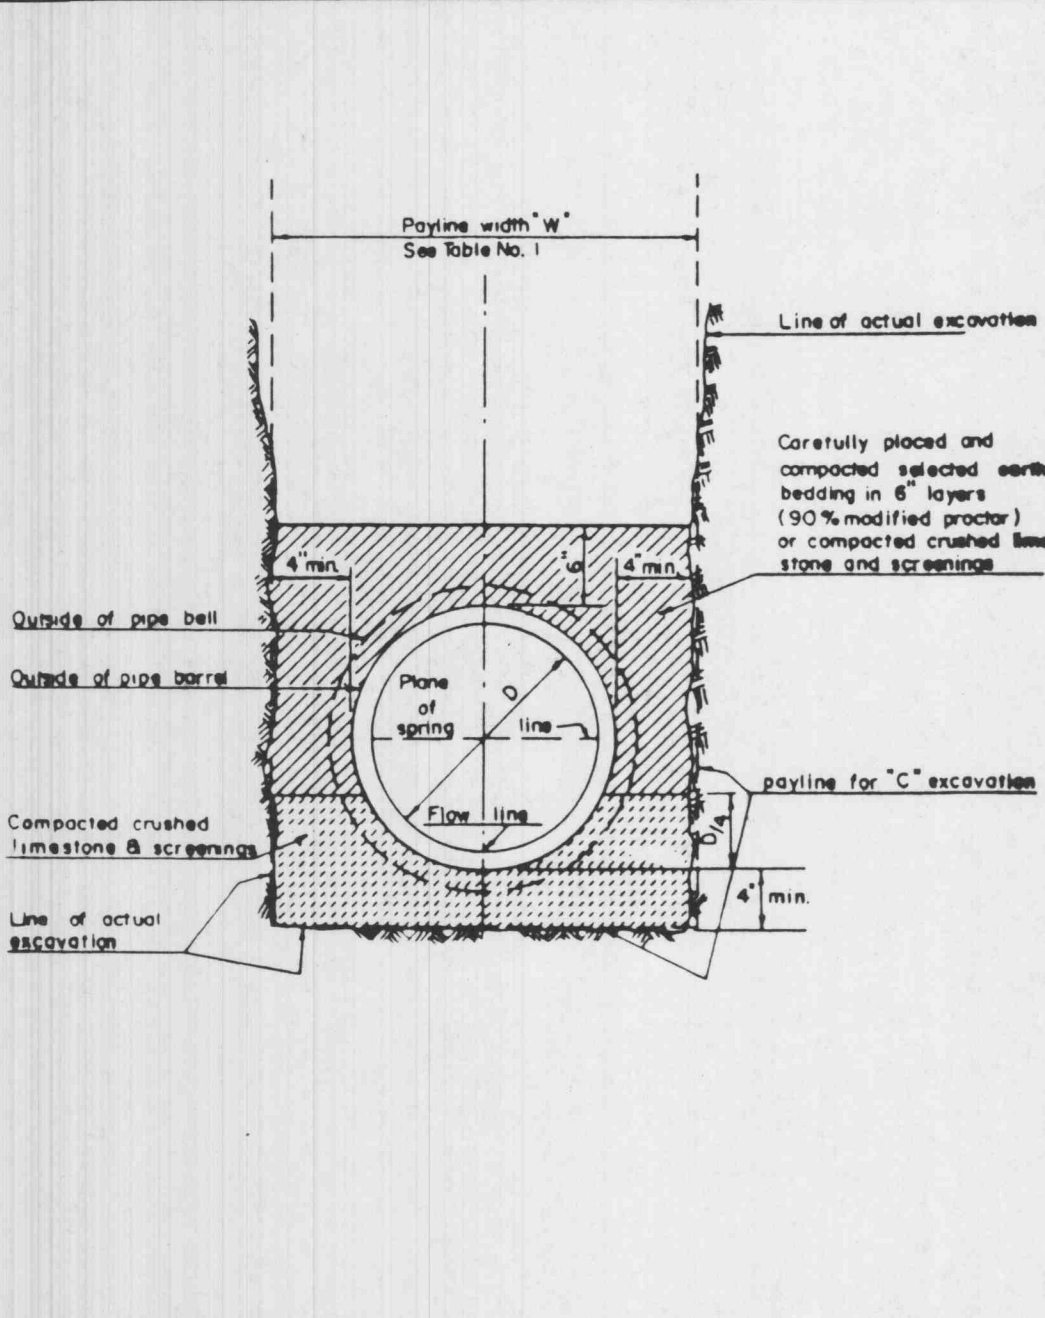 Payline width "W"
See Table No. 1
Line of actual excavation
Carefully placed and
compacted selected earth
bedding in 6" layers
(90% modified proctor)
or compacted crushed lime
stone and screenings
4" min.
6"
4" min.
Outside of pipe bell
Outside of pipe barrel
Plane
of
spring line
D
Flow line
payline for "C" excavation
Compacted crushed
limestone & screenings
D/4
4" min.
Line of actual
excavation